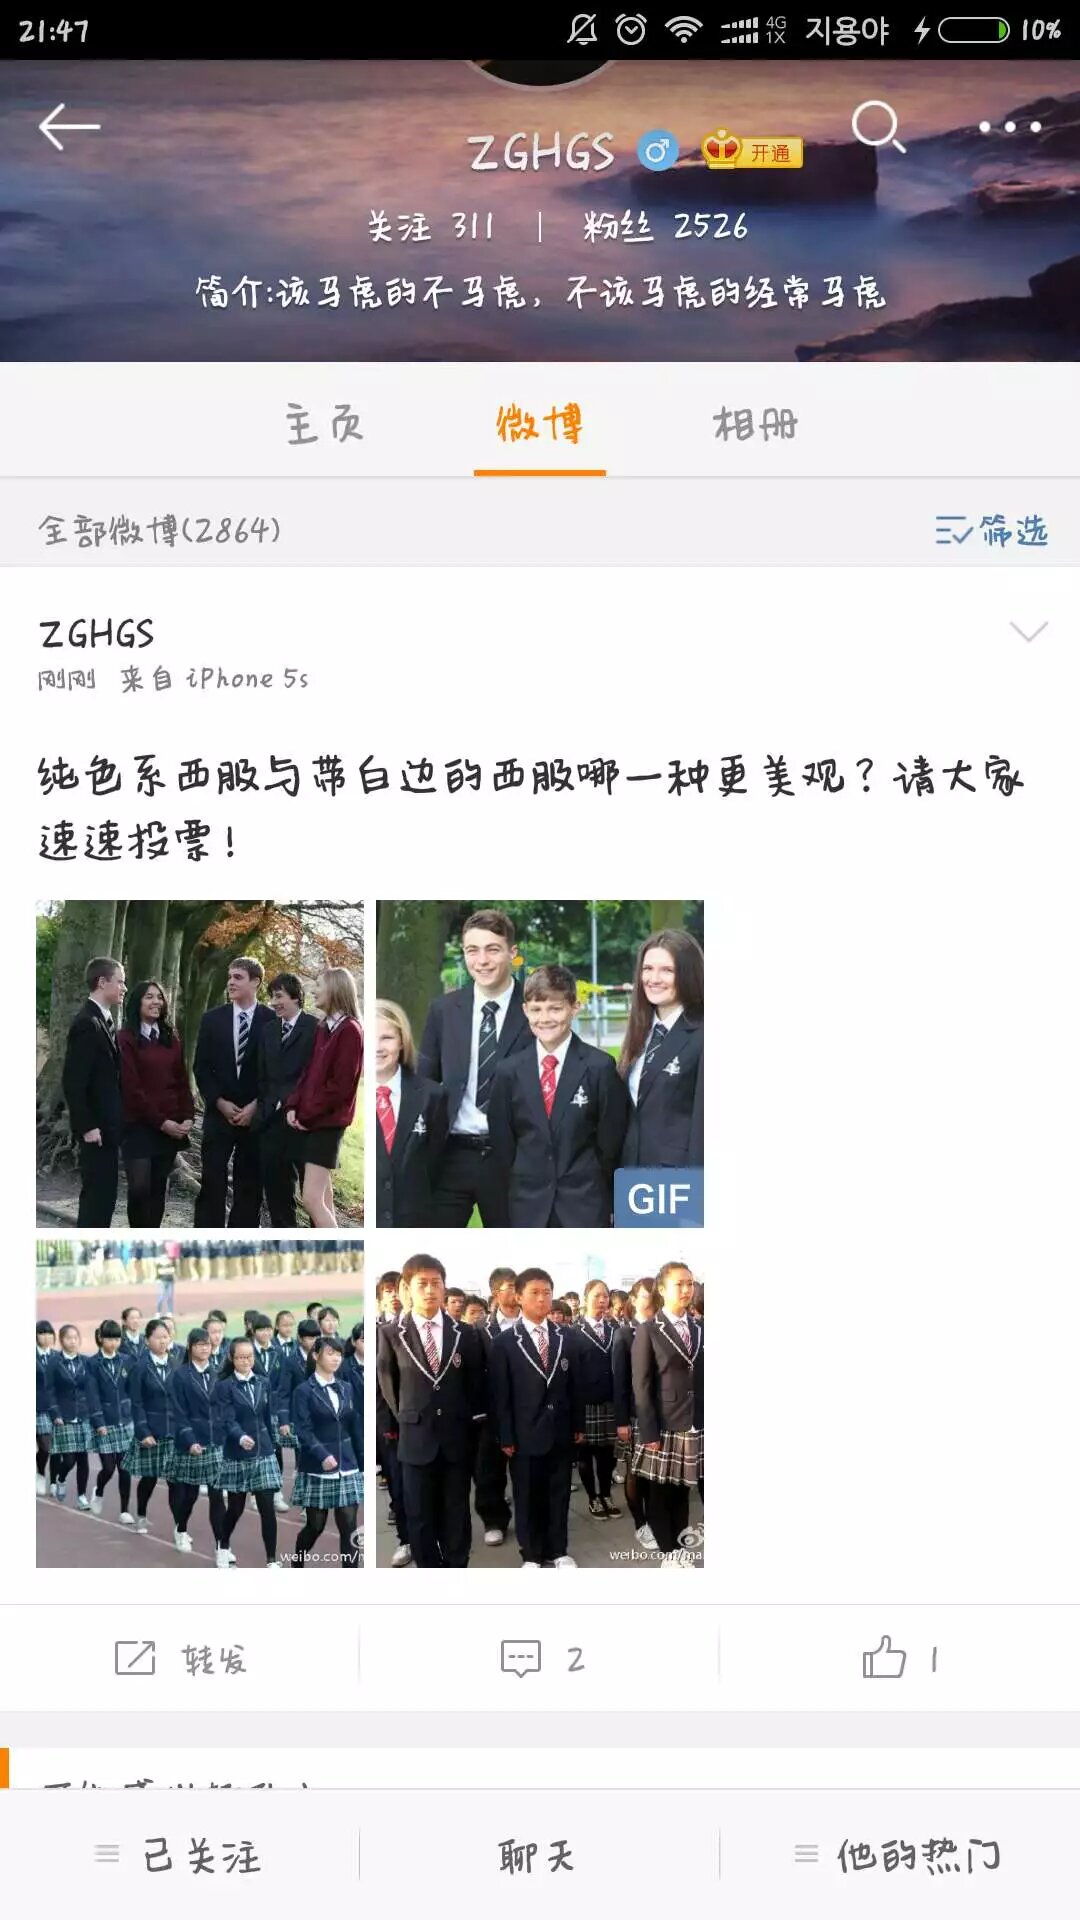 21:47
4G
1X
지용야
10%
ZGHGS
开通
关注 311 | 粉丝 2526
简介:该马虎的不马虎，不该马虎的经常马虎
主页
微博
相册
全部微博(2864)
筛选
ZGHGS
刚刚 来自 iPhone 5s
纯色系西服与带白边的西服哪一种更美观？请大家
速速投票！
GIF
weibo.com/
weibo.com/ma
转发
2
1
已关注
聊天
他的热门